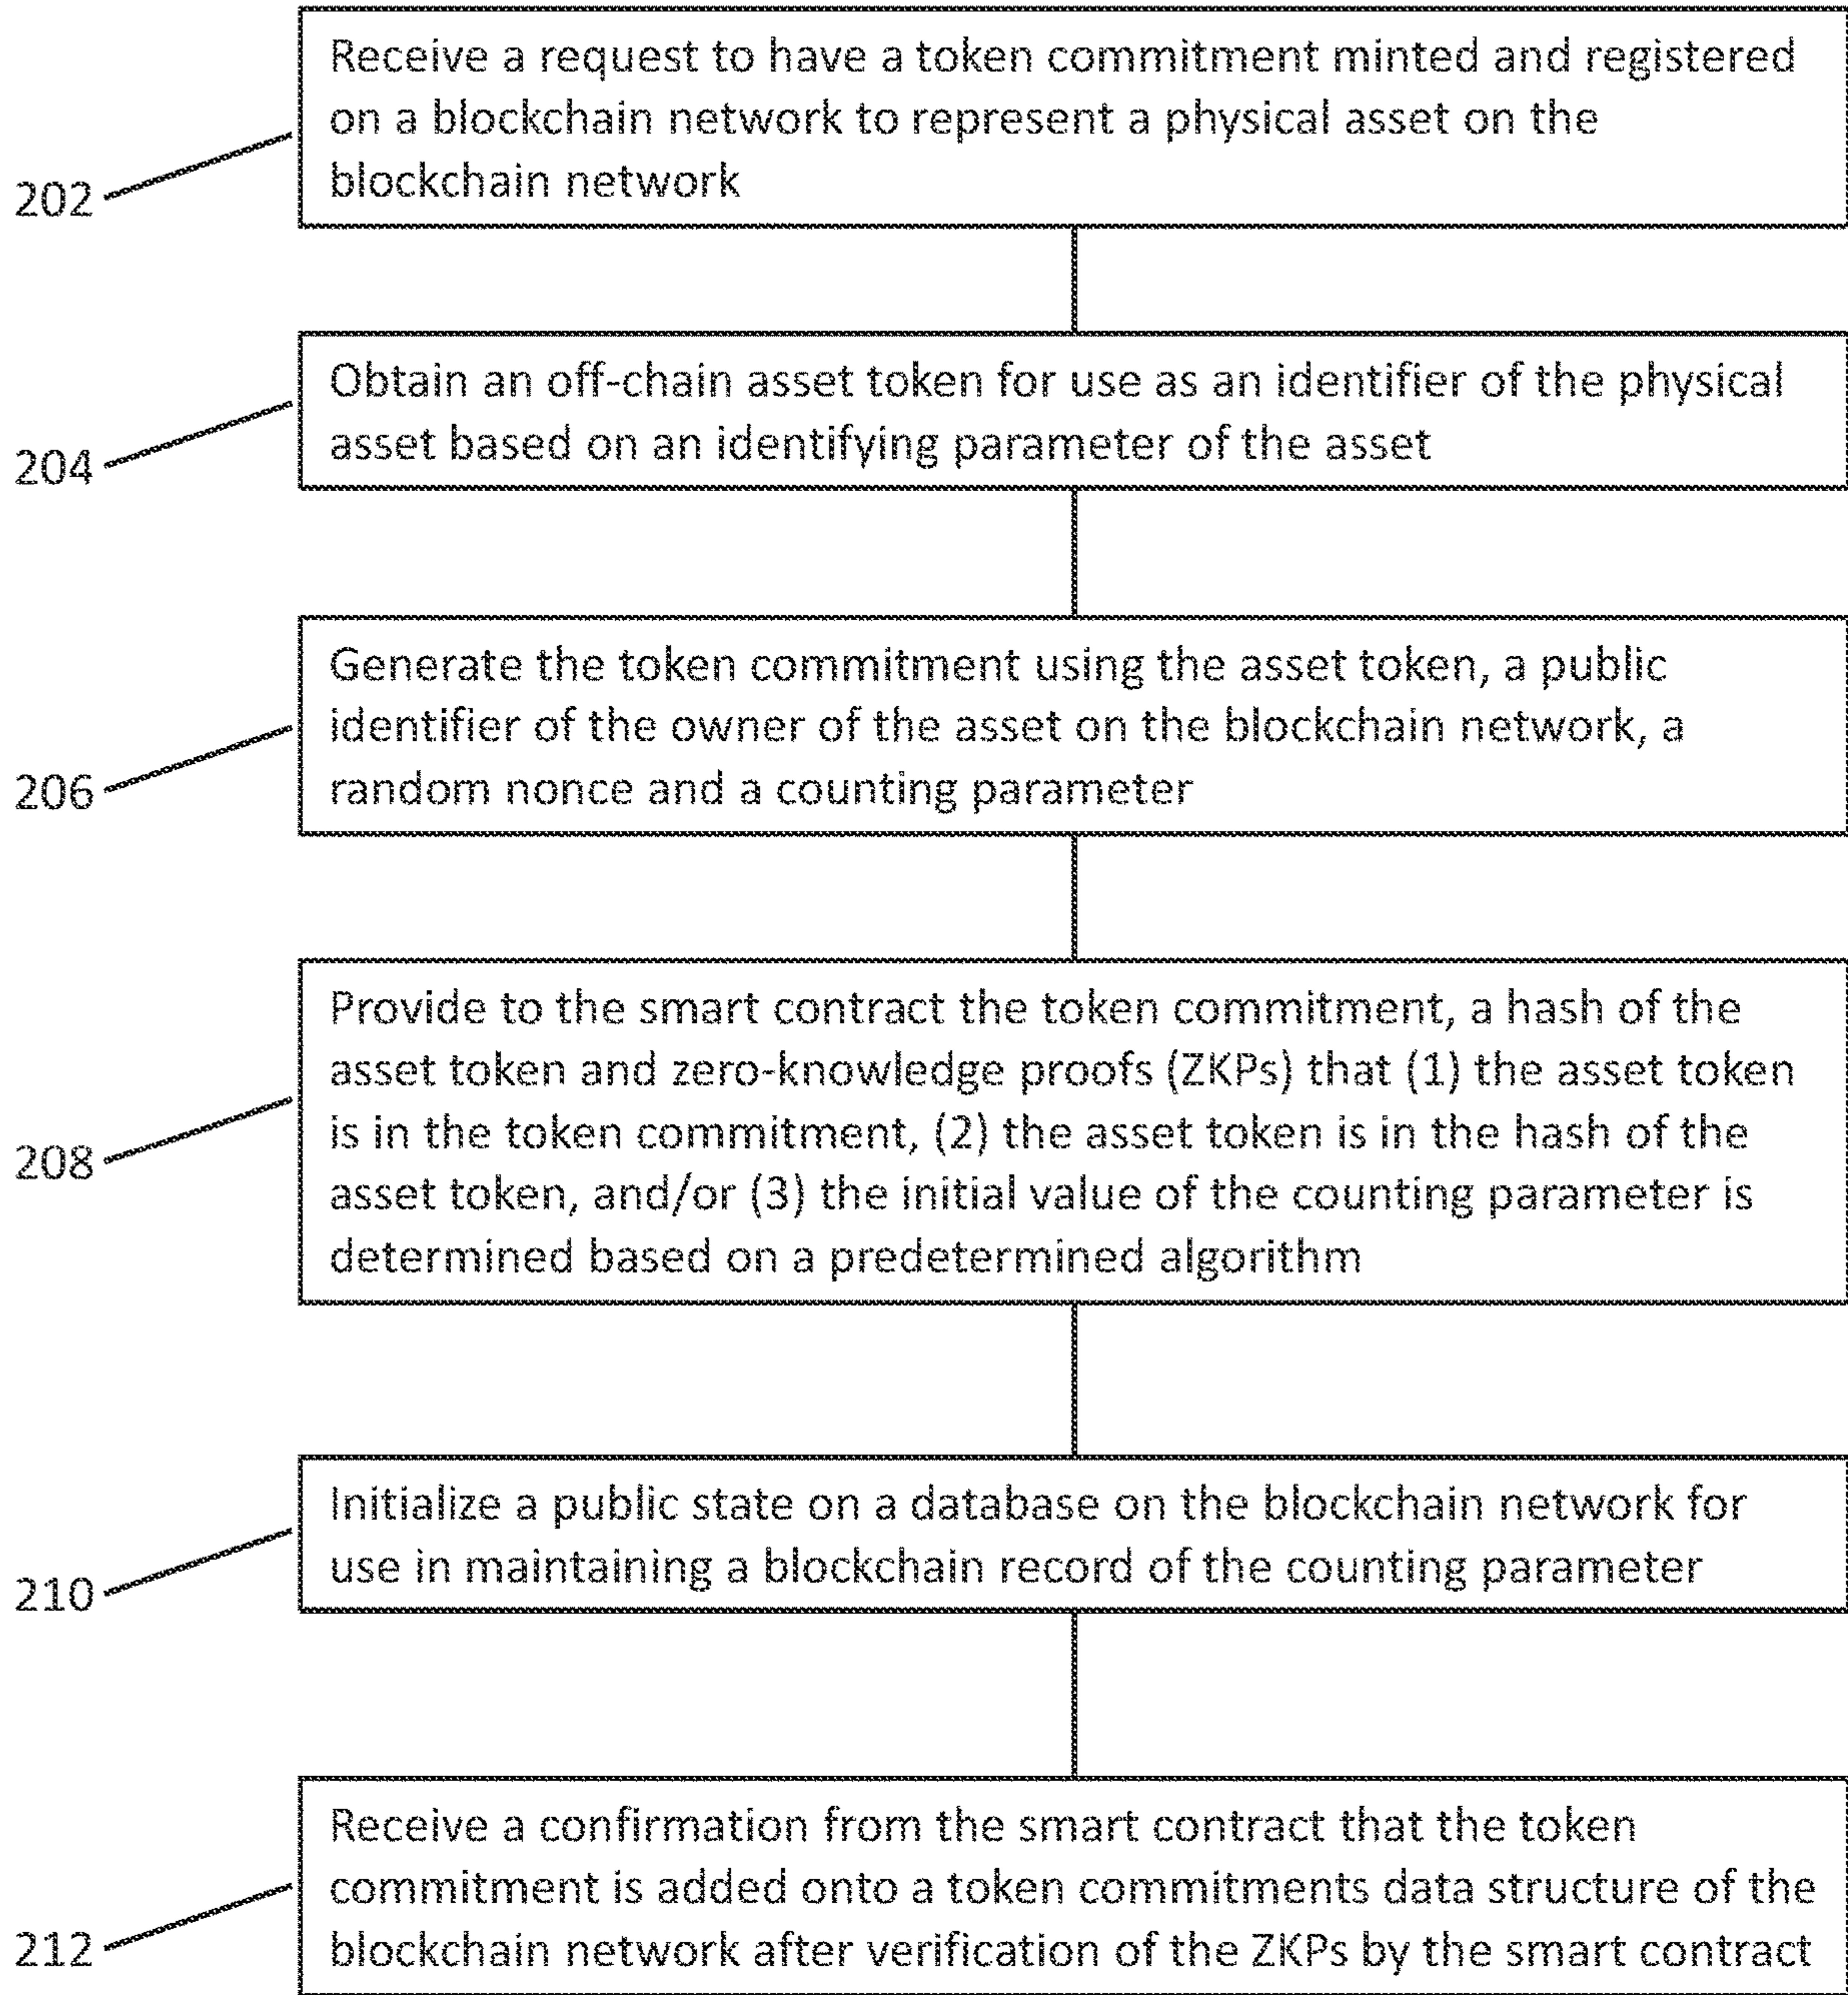 Receive a request to have a token commitment minted and registered
on a blockchain network to represent a physical asset on the
blockchain network
202
Obtain an off-chain asset token for use as an identifier of the physical
asset based on an identifying parameter of the asset
204
Generate the token commitment using the asset token, a public
identifier of the owner of the asset on the blockchain network, a
random nonce and a counting parameter
206
Provide to the smart contract the token commitment, a hash of the
asset token and zero-knowledge proofs (ZKPs) that (1) the asset token
is in the token commitment, (2) the asset token is in the hash of the
asset token, and/or (3) the initial value of the counting parameter is
determined based on a predetermined algorithm
208
Initialize a public state on a database on the blockchain network for
use in maintaining a blockchain record of the counting parameter
210
Receive a confirmation from the smart contract that the token
commitment is added onto a token commitments data structure of the
blockchain network after verification of the ZKPs by the smart contract
212